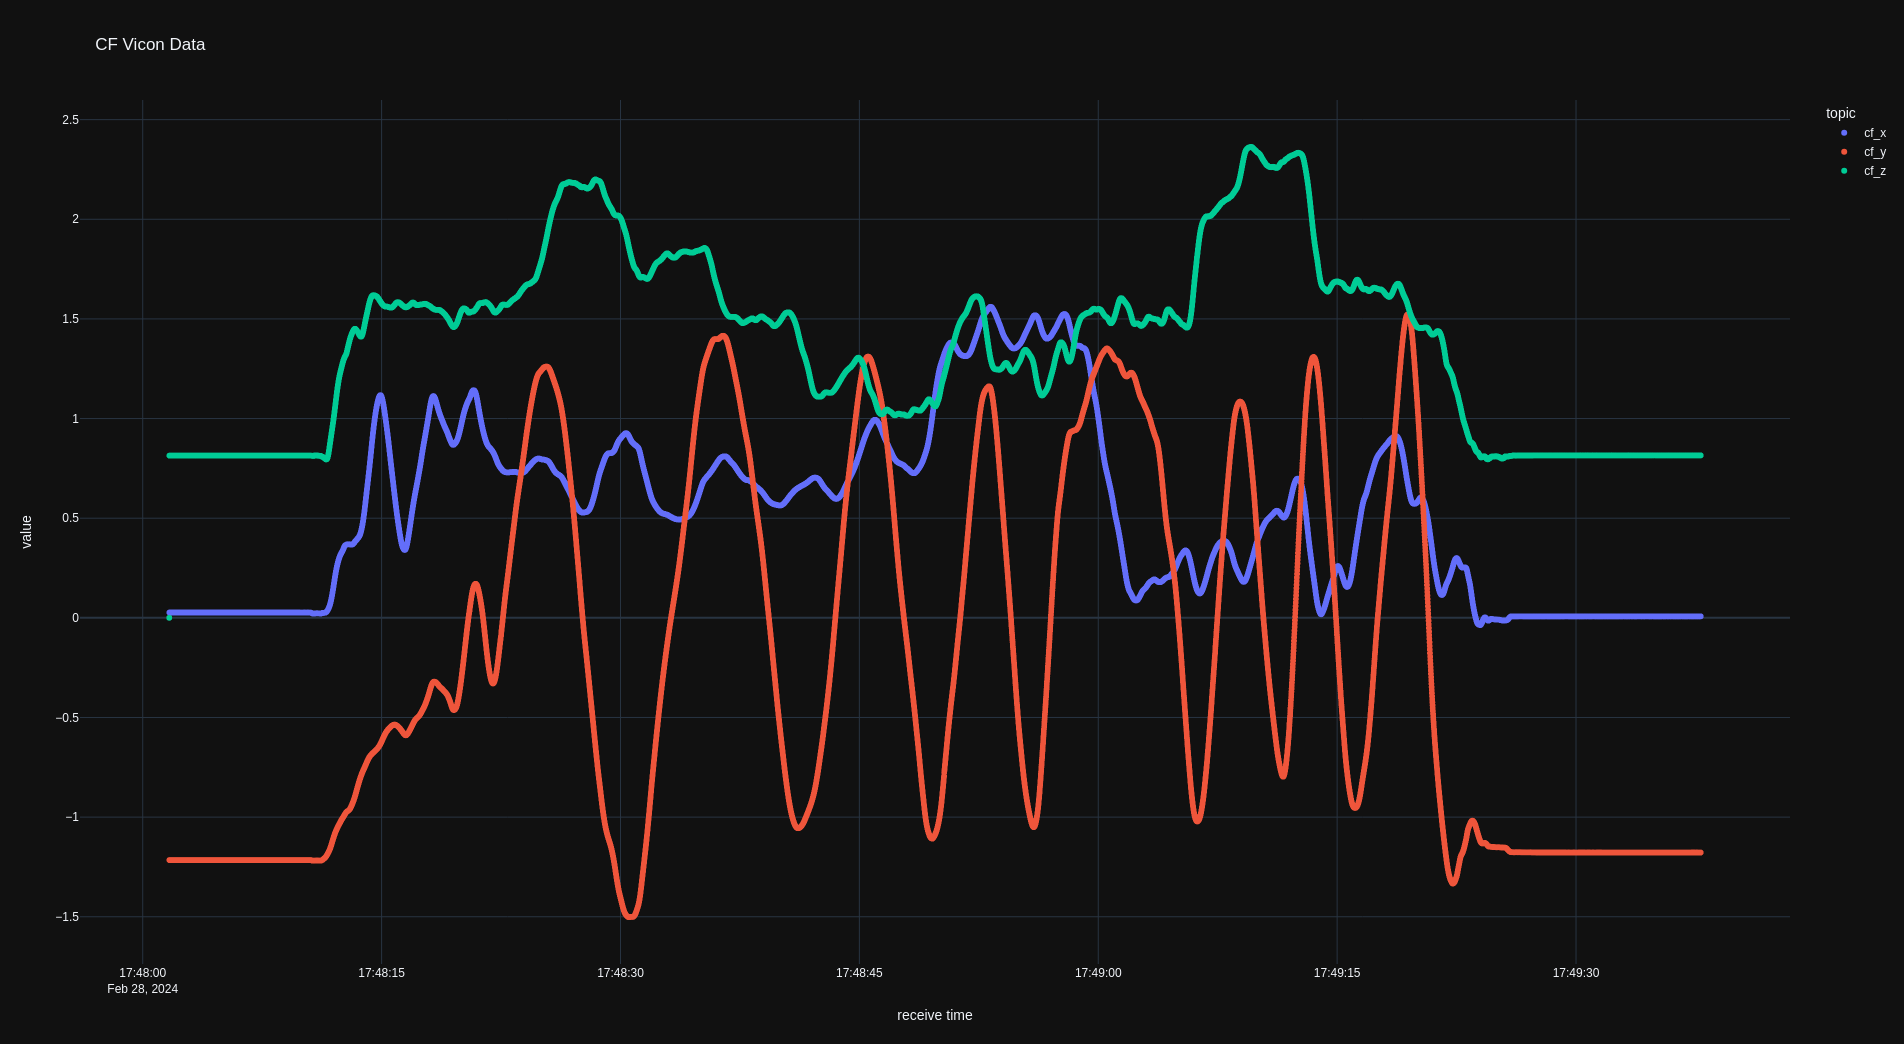 CF Vicon Data
topic
cf_x
cf_y
cf_z
value
2.5
2
1.5
1
0.5
0
−0.5
−1
−1.5
17:48:00 17:48:15 17:48:30 17:48:45 17:49:00 17:49:15 17:49:30
Feb 28, 2024
receive time